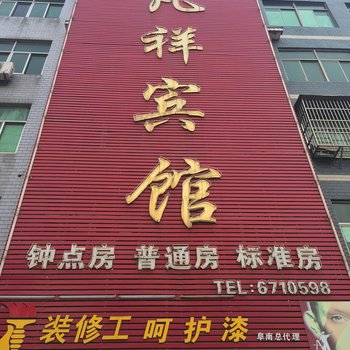 祥宾馆
钟点房 普通房 标准房
TEL:6710598
装修工呵护漆
阜南总代理